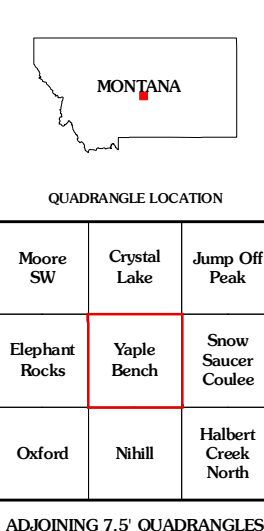 MONTANA
QUADRANGLE LOCATION
Moore
SW
Crystal
Lake
Jump Off
Peak
Elephant
Rocks
Yaple
Bench
Snow
Saucer
Coulee
Oxford
Nihill
Halbert
Creek
North
ADJOINING 7.5' QUADRANGLES